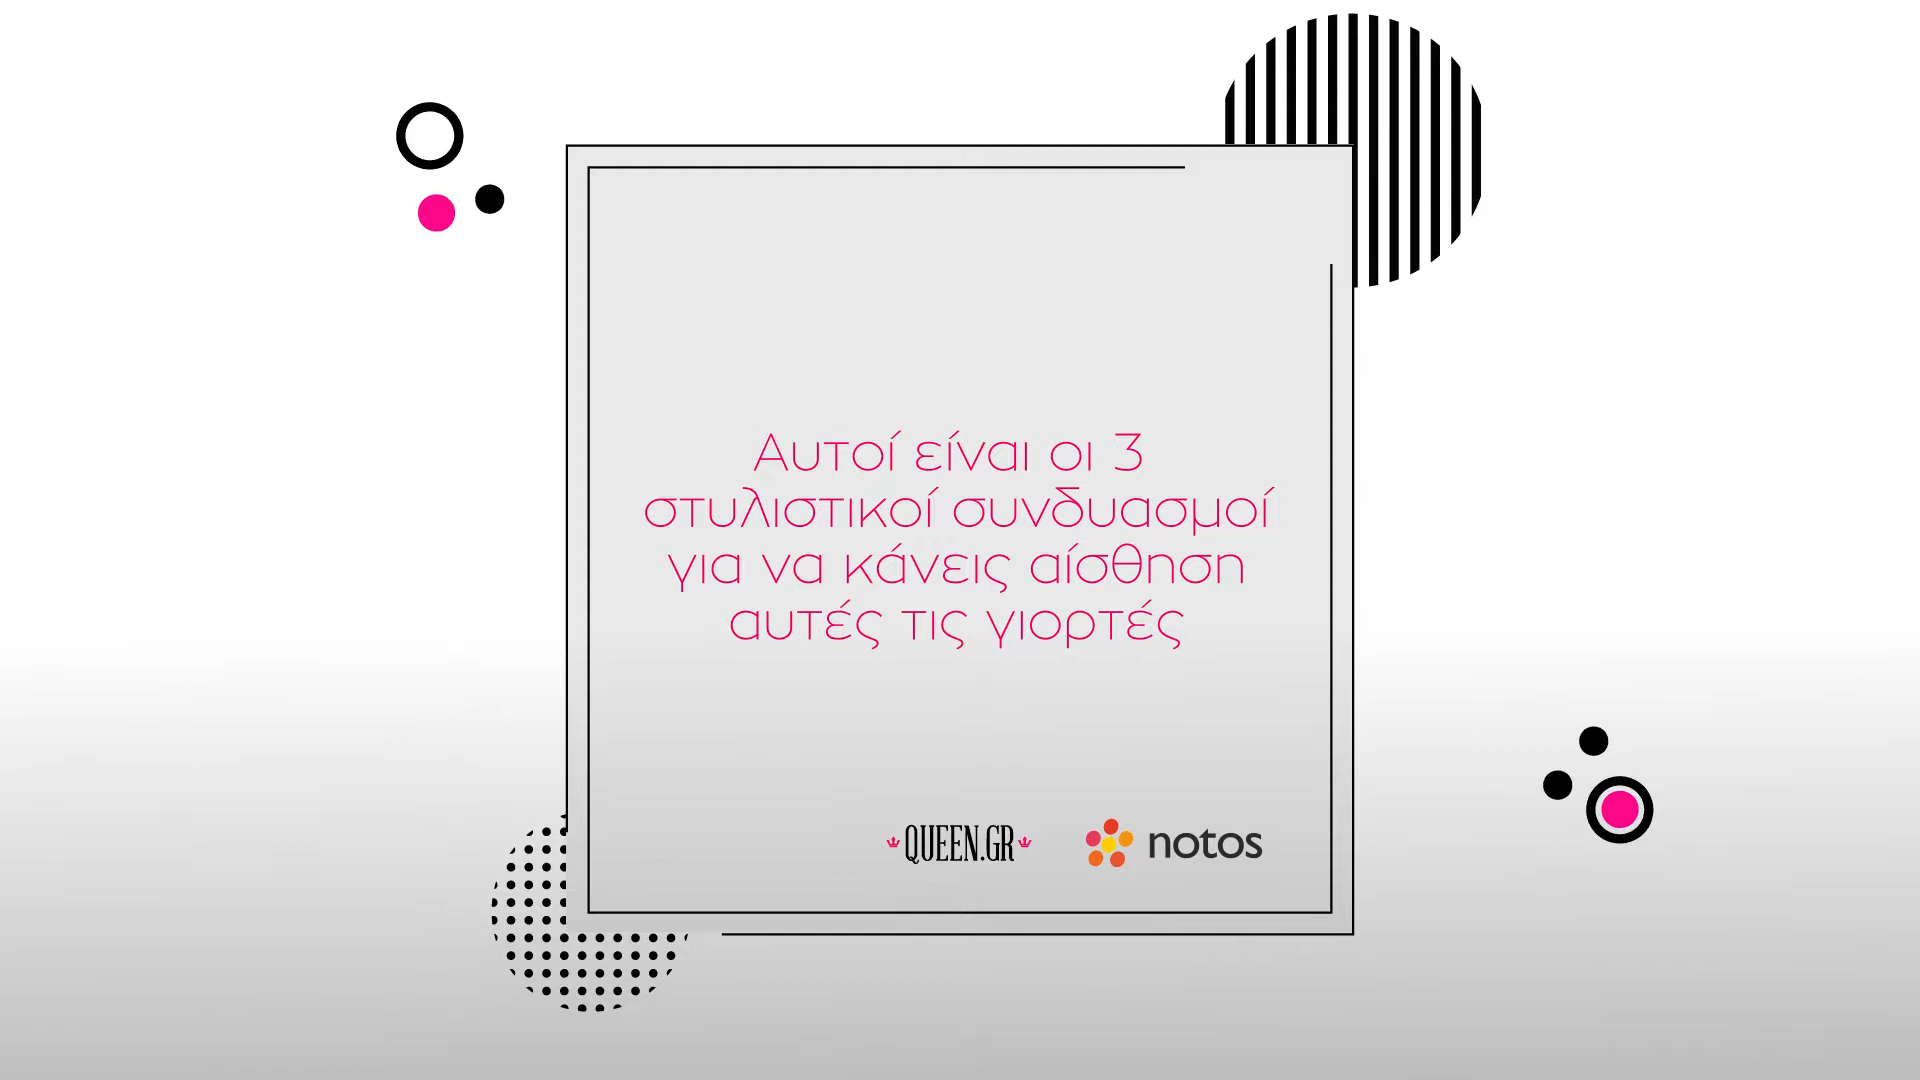 Αυτοί είναι οι 3
στυλιστικοί συνδυασμοί
για να κάνεις αίσθηση
αυτές τις γιορτές
QUEEN.GR
notos